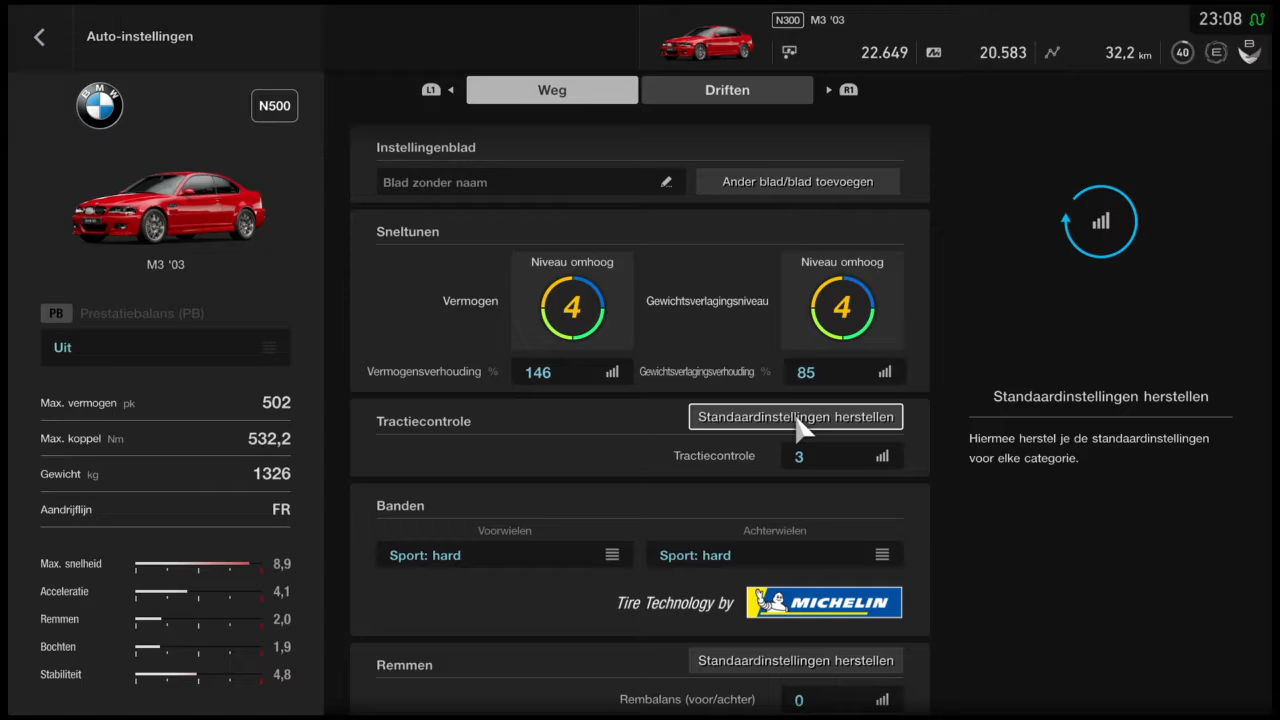 Auto-instellingen
N300 M3 '03
22.649 20.583 32,2 km 40 E B
23:08
BMW
N500
M3 '03
PB Prestatiebalans (PB)
Uit
Max. vermogen pk 502
Max. koppel Nm 532,2
Gewicht kg 1326
Aandrijflijn FR
Max. snelheid 8,9
Acceleratie 4,1
Remmen 2,0
Bochten 1,9
Stabiliteit 4,8
L1 Weg Driften R1
Instellingenblad
Blad zonder naam Ander blad/blad toevoegen
Sneltunen
Niveau omhoog Niveau omhoog
Vermogen 4 Gewichtsverlagingsniveau 4
Vermogensverhouding % 146 Gewichtsverlagingsverhouding % 85
Tractiecontrole Standaardinstellingen herstellen
Tractiecontrole 3
Banden
Voorwielen Achterwielen
Sport: hard Sport: hard
Tire Technology by MICHELIN
Remmen Standaardinstellingen herstellen
Rembalans (voor/achter) 0
Standaardinstellingen herstellen
Hiermee herstel je de standaardinstellingen
voor elke categorie.